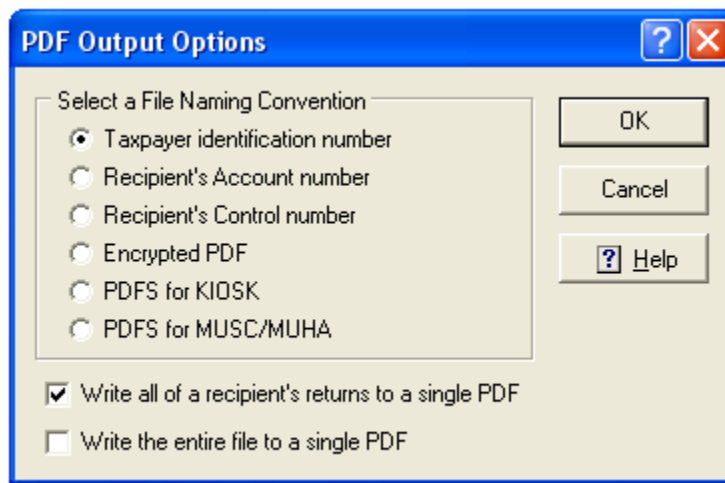 PDF Output Options
Select a File Naming Convention
Taxpayer identification number
Recipient's Account number
Recipient's Control number
Encrypted PDF
PDFS for KIOSK
PDFS for MUSC/MUHA
OK
Cancel
? Help
Write all of a recipient's returns to a single PDF
Write the entire file to a single PDF